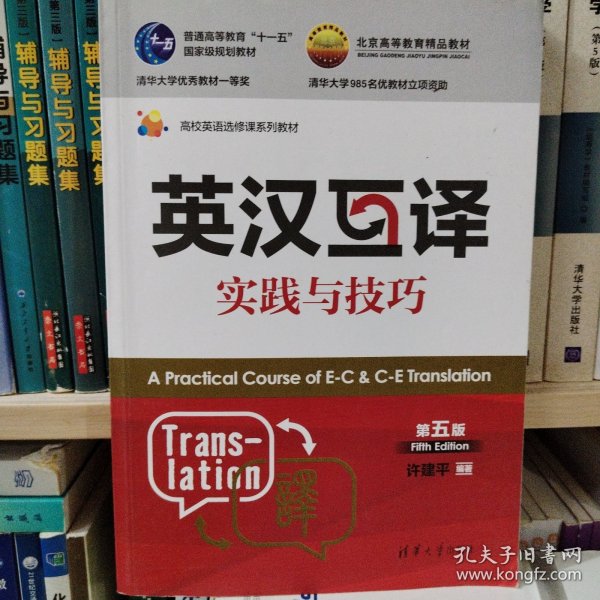 普通高等教育“十一五”
国家级规划教材
北京高等教育精品教材
BEIJING GAODENG JIAOYU JINGPIN JIAOCAI
清华大学优秀教材一等奖
清华大学985名优教材立项资助
高校英语选修课系列教材
英汉互译
实践与技巧
A Practical Course of E-C & C-E Translation
Trans-
lation
譯
第五版
Fifth Edition
许建平 编著
清华大学
孔夫子旧书网
www.kongfz.com
辅导与习题集
辅导与习题集
辅导与习题集
清华大学出版社